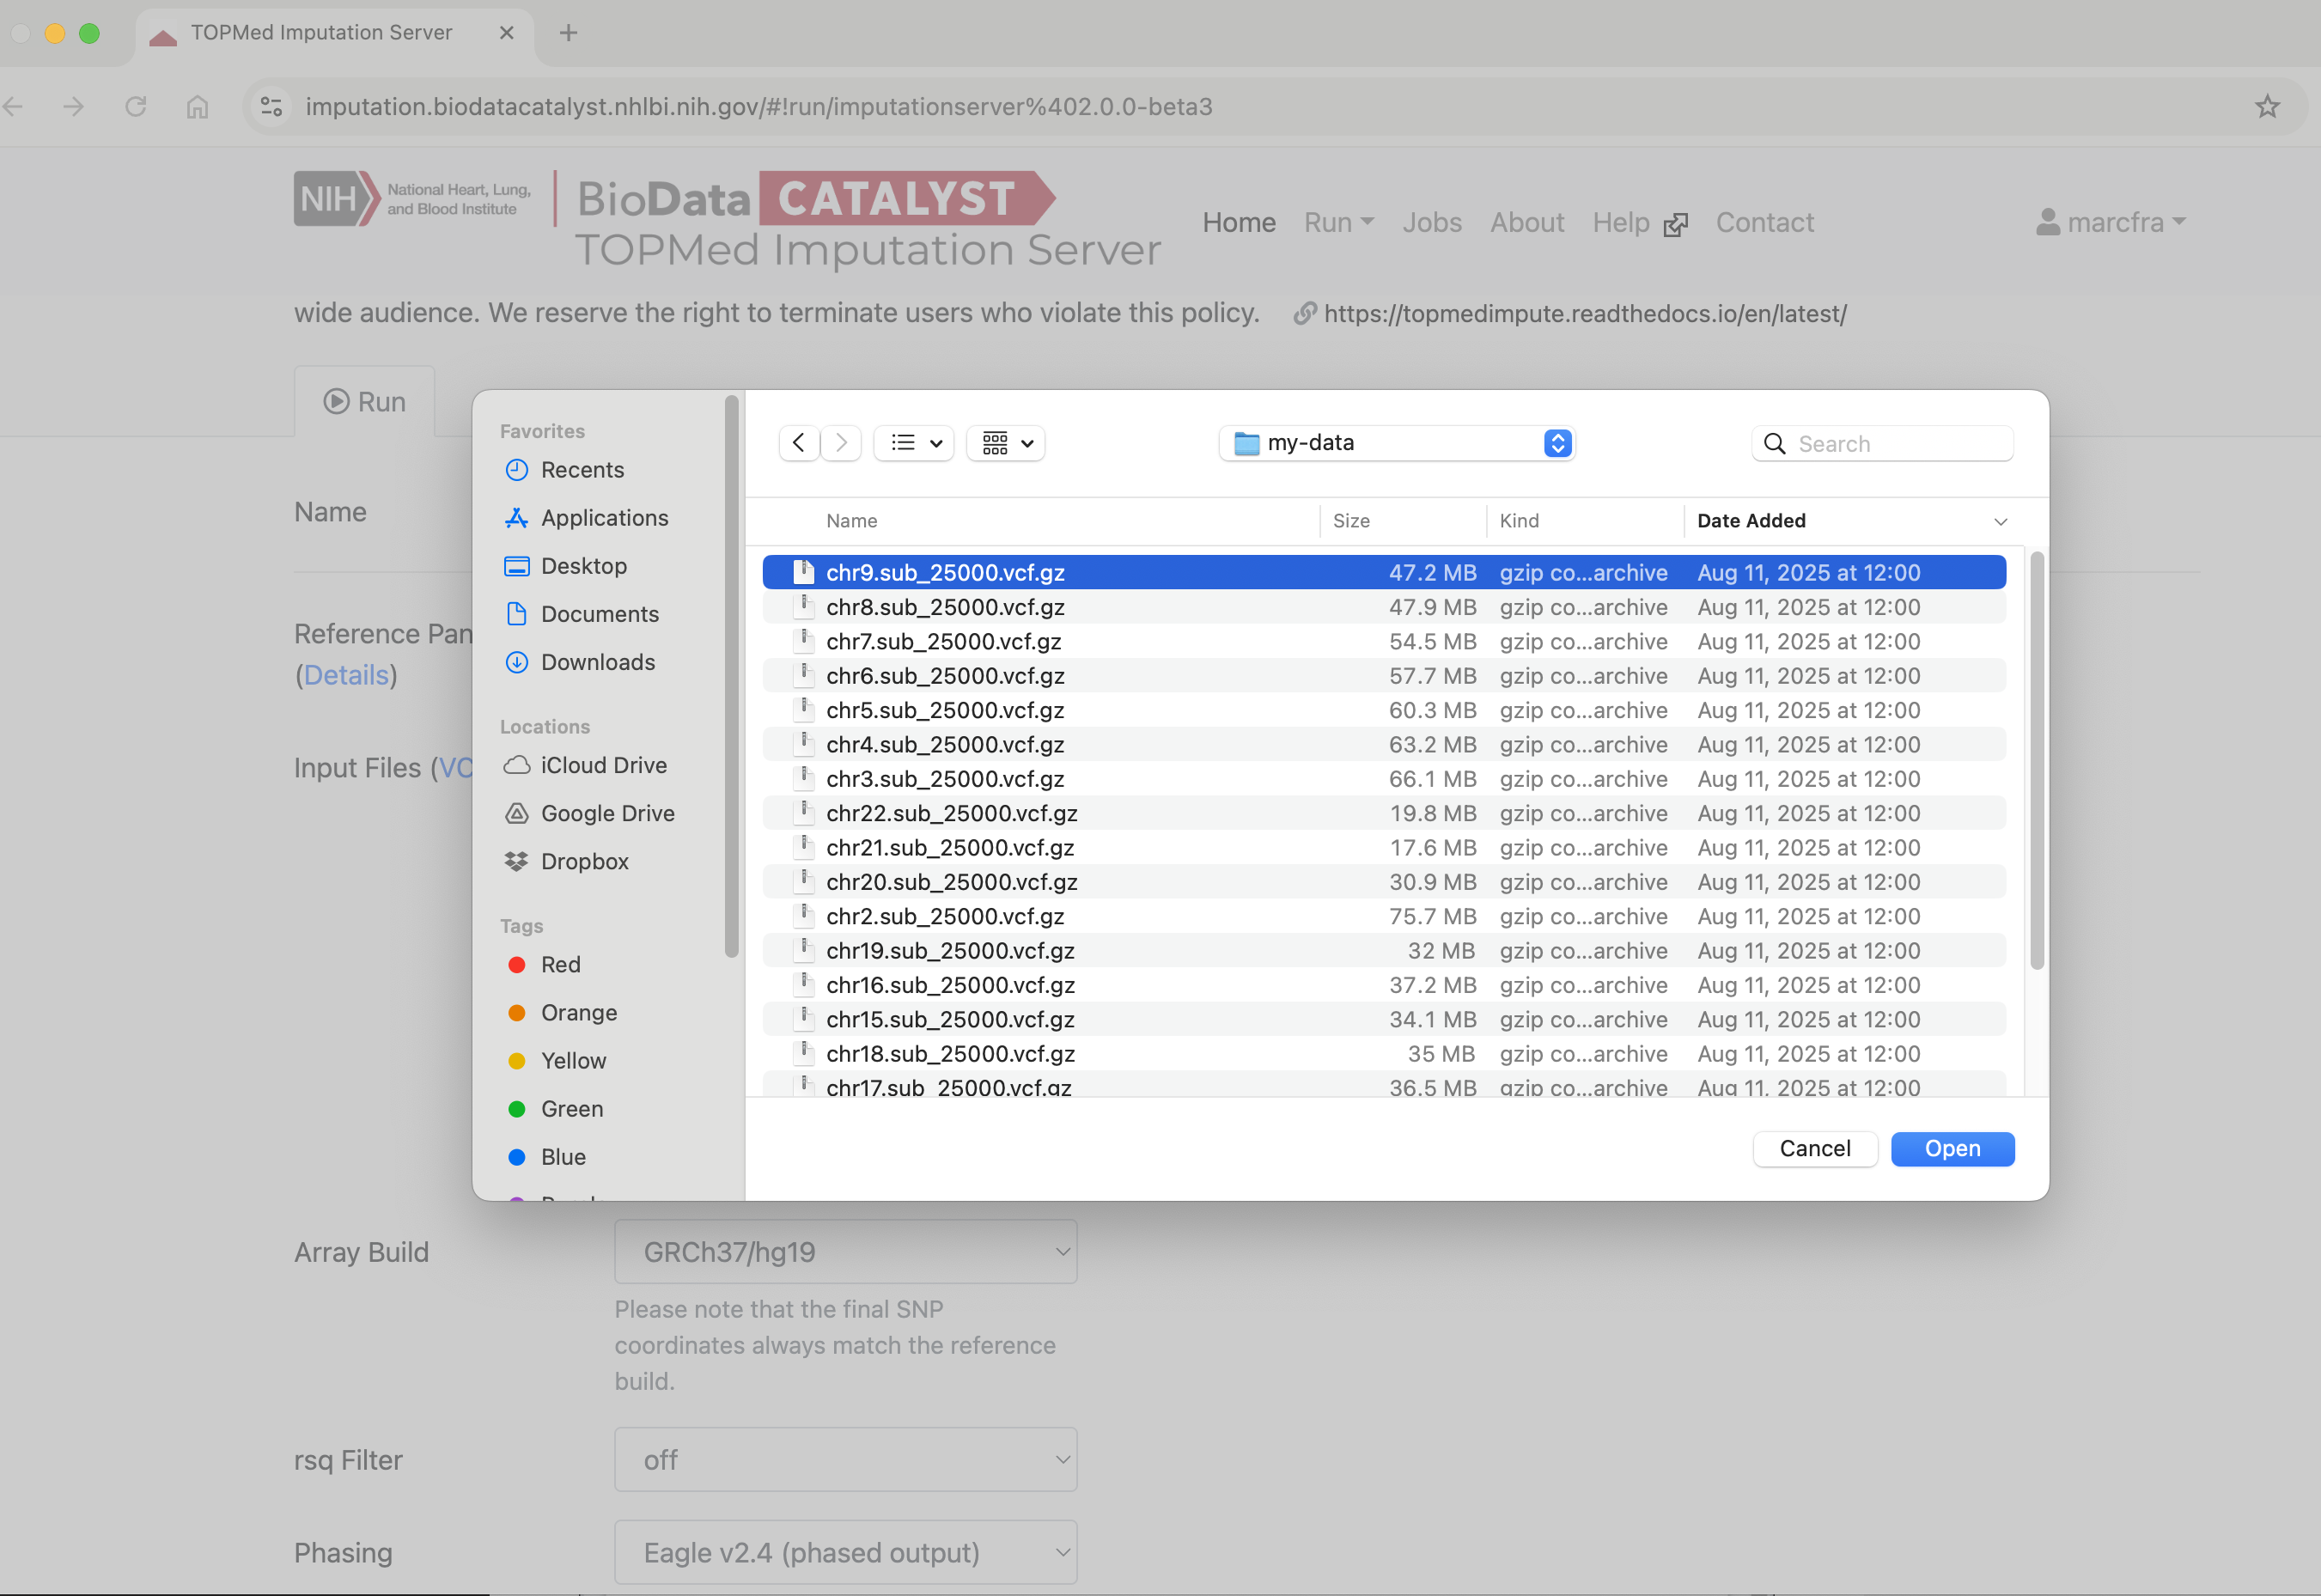 TOPMed Imputation Server
imputation.biodatacatalyst.nhlbi.nih.gov/#!run/imputationserver%402.0.0-beta3
NIH National Heart, Lung, and Blood Institute
BioData CATALYST
TOPMed Imputation Server
Home Run Jobs About Help Contact marcfra
wide audience. We reserve the right to terminate users who violate this policy. https://topmedimpute.readthedocs.io/en/latest/
Run
Name
Reference Pan
(Details)
Input Files (VC
Favorites
Recents
Applications
Desktop
Documents
Downloads
Locations
iCloud Drive
Google Drive
Dropbox
Tags
Red
Orange
Yellow
Green
Blue
my-data
Search
Name Size Kind Date Added
chr9.sub_25000.vcf.gz 47.2 MB gzip co...archive Aug 11, 2025 at 12:00
chr8.sub_25000.vcf.gz 47.9 MB gzip co...archive Aug 11, 2025 at 12:00
chr7.sub_25000.vcf.gz 54.5 MB gzip co...archive Aug 11, 2025 at 12:00
chr6.sub_25000.vcf.gz 57.7 MB gzip co...archive Aug 11, 2025 at 12:00
chr5.sub_25000.vcf.gz 60.3 MB gzip co...archive Aug 11, 2025 at 12:00
chr4.sub_25000.vcf.gz 63.2 MB gzip co...archive Aug 11, 2025 at 12:00
chr3.sub_25000.vcf.gz 66.1 MB gzip co...archive Aug 11, 2025 at 12:00
chr22.sub_25000.vcf.gz 19.8 MB gzip co...archive Aug 11, 2025 at 12:00
chr21.sub_25000.vcf.gz 17.6 MB gzip co...archive Aug 11, 2025 at 12:00
chr20.sub_25000.vcf.gz 30.9 MB gzip co...archive Aug 11, 2025 at 12:00
chr2.sub_25000.vcf.gz 75.7 MB gzip co...archive Aug 11, 2025 at 12:00
chr19.sub_25000.vcf.gz 32 MB gzip co...archive Aug 11, 2025 at 12:00
chr16.sub_25000.vcf.gz 37.2 MB gzip co...archive Aug 11, 2025 at 12:00
chr15.sub_25000.vcf.gz 34.1 MB gzip co...archive Aug 11, 2025 at 12:00
chr18.sub_25000.vcf.gz 35 MB gzip co...archive Aug 11, 2025 at 12:00
chr17.sub_25000.vcf.gz 36.5 MB gzip co...archive Aug 11, 2025 at 12:00
Cancel Open
Array Build GRCh37/hg19
Please note that the final SNP
coordinates always match the reference
build.
rsq Filter off
Phasing Eagle v2.4 (phased output)